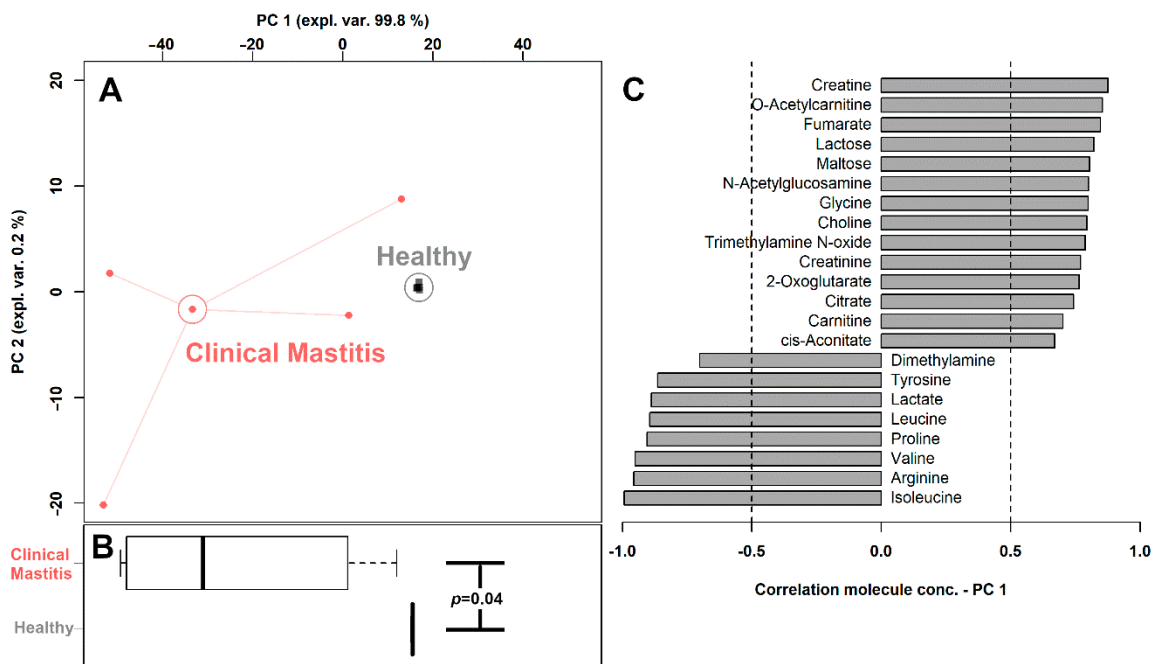 PC 1 (expl. var. 99.8 %)
−40 −20 0 20 40
A
PC 2 (expl. var. 0.2 %)
20
10
0
−10
−20
Healthy
Clinical Mastitis
B
Clinical
Mastitis
Healthy
p=0.04
C
Creatine
O-Acetylcarnitine
Fumarate
Lactose
Maltose
N-Acetylglucosamine
Glycine
Choline
Trimethylamine N-oxide
Creatinine
2-Oxoglutarate
Citrate
Carnitine
cis-Aconitate
Dimethylamine
Tyrosine
Lactate
Leucine
Proline
Valine
Arginine
Isoleucine
-1.0 -0.5 0.0 0.5 1.0
Correlation molecule conc. - PC 1